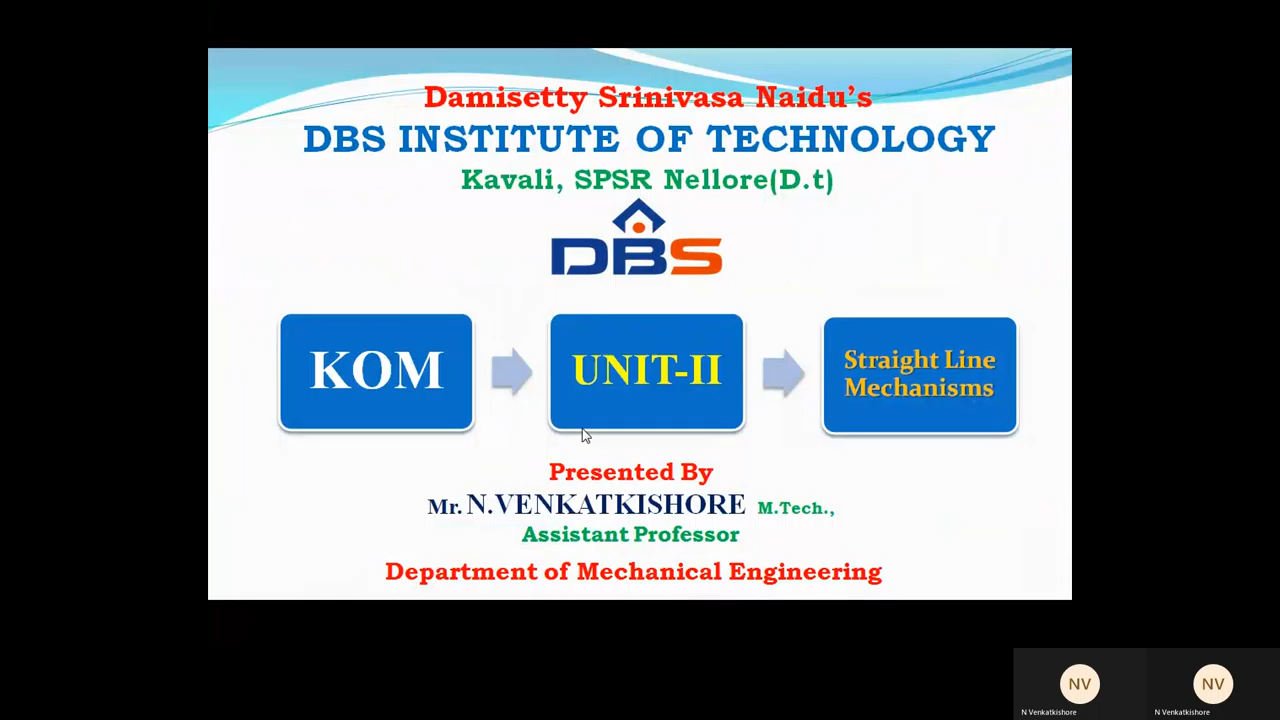 Damisetty Srinivasa Naidu's
DBS INSTITUTE OF TECHNOLOGY
Kavali, SPSR Nellore(D.t)
DBS
KOM
UNIT-II
Straight Line
Mechanisms
Presented By
Mr. N.VENKATKISHORE M.Tech.,
Assistant Professor
Department of Mechanical Engineering
NV
N Venkatkishore
NV
N Venkatkishore